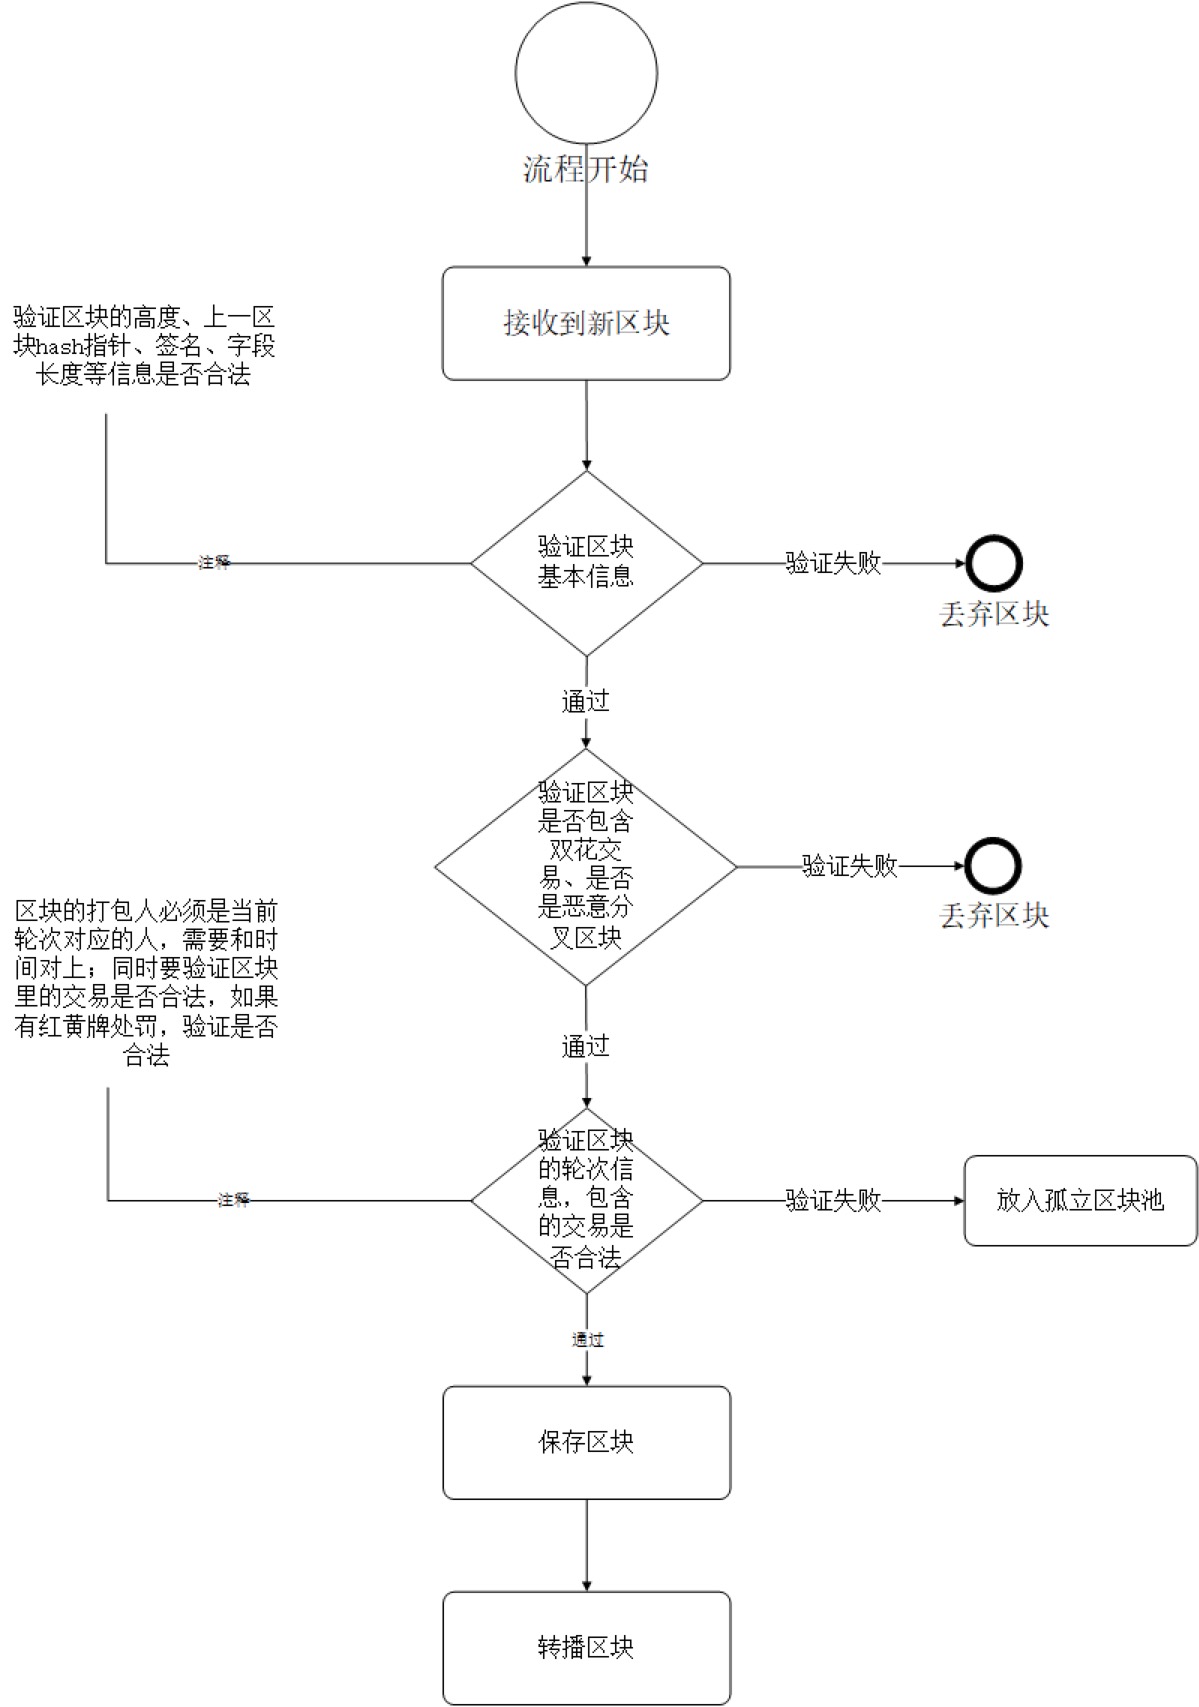 流程开始
接收到新区块
验证区块的高度、上一区
块hash指针、签名、字段
长度等信息是否合法
注释
验证区块
基本信息
验证失败
丢弃区块
通过
验证区块
是否包含
双花交
易、是否
是恶意分
叉区块
验证失败
丢弃区块
区块的打包人必须是当前
轮次对应的人，需要和时
间对上；同时要验证区块
里的交易是否合法，如果
有红黄牌处罚，验证是否
合法
通过
注释
验证区块
的轮次信
息，包含
的交易是
否合法
验证失败
放入孤立区块池
通过
保存区块
转播区块